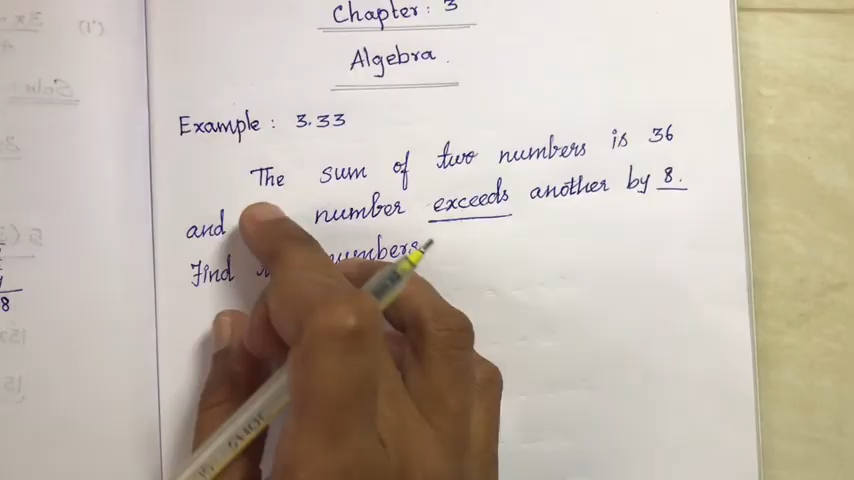 Chapter : 3
Algebra.
Example : 3.33
The sum of two numbers is 36
and number exceeds another by 8.
Find numbers